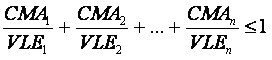 CMA₁/VLE₁ + CMA₂/VLE₂ + ... + CMAₙ/VLEₙ ≤ 1